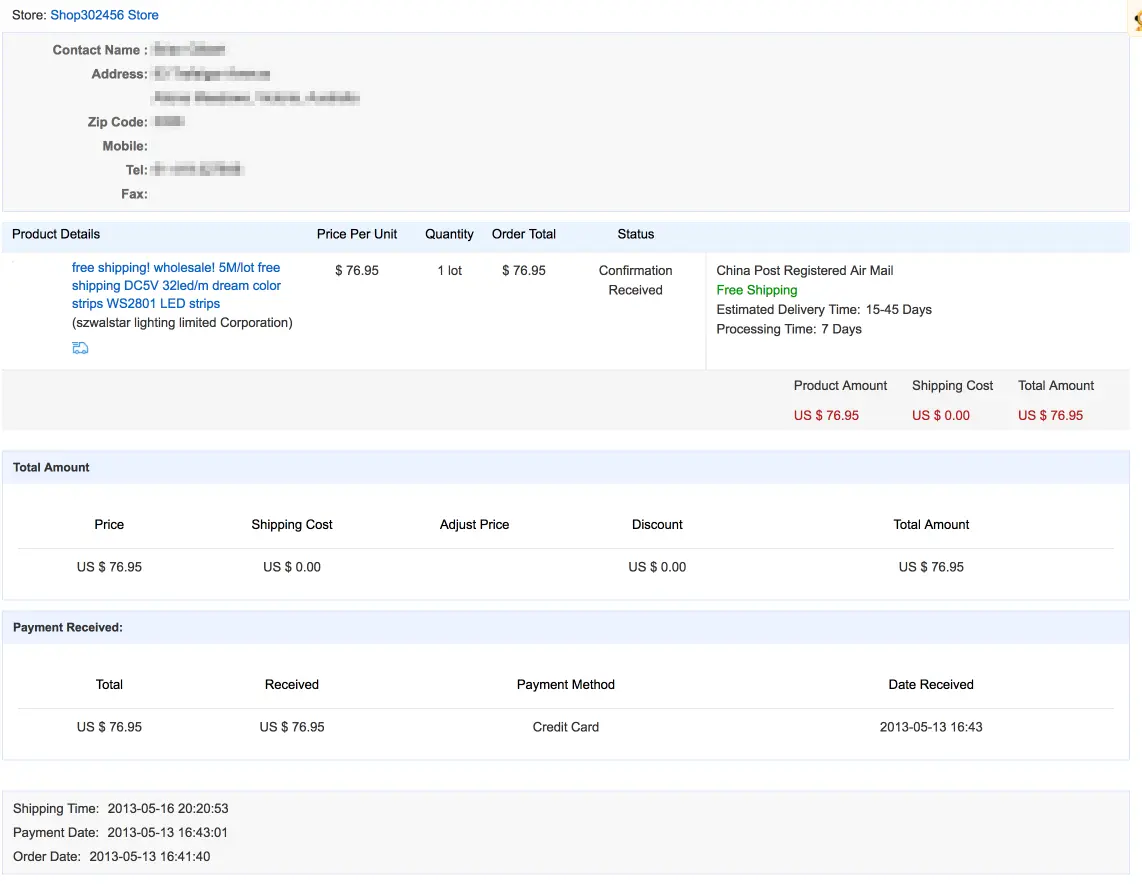 Store: Shop302456 Store
Contact Name :
Address:
Zip Code:
Mobile:
Tel:
Fax:
Product Details Price Per Unit Quantity Order Total Status
free shipping! wholesale! 5M/lot free
shipping DC5V 32led/m dream color
strips WS2801 LED strips
(szwalstar lighting limited Corporation)
$ 76.95
1 lot
$ 76.95
Confirmation
Received
China Post Registered Air Mail
Free Shipping
Estimated Delivery Time: 15-45 Days
Processing Time: 7 Days
Product Amount Shipping Cost Total Amount
US $ 76.95 US $ 0.00 US $ 76.95
Total Amount
Price Shipping Cost Adjust Price Discount Total Amount
US $ 76.95 US $ 0.00 US $ 0.00 US $ 76.95
Payment Received:
Total Received Payment Method Date Received
US $ 76.95 US $ 76.95 Credit Card 2013-05-13 16:43
Shipping Time: 2013-05-16 20:20:53
Payment Date: 2013-05-13 16:43:01
Order Date: 2013-05-13 16:41:40